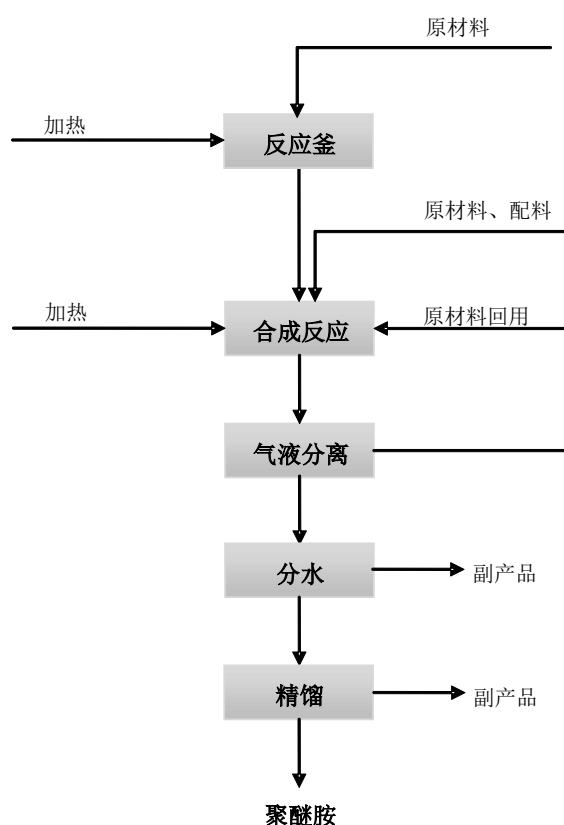 原材料
加热
反应釜
原材料、配料
加热
合成反应
原材料回用
气液分离
分水
副产品
精馏
副产品
聚醚胺